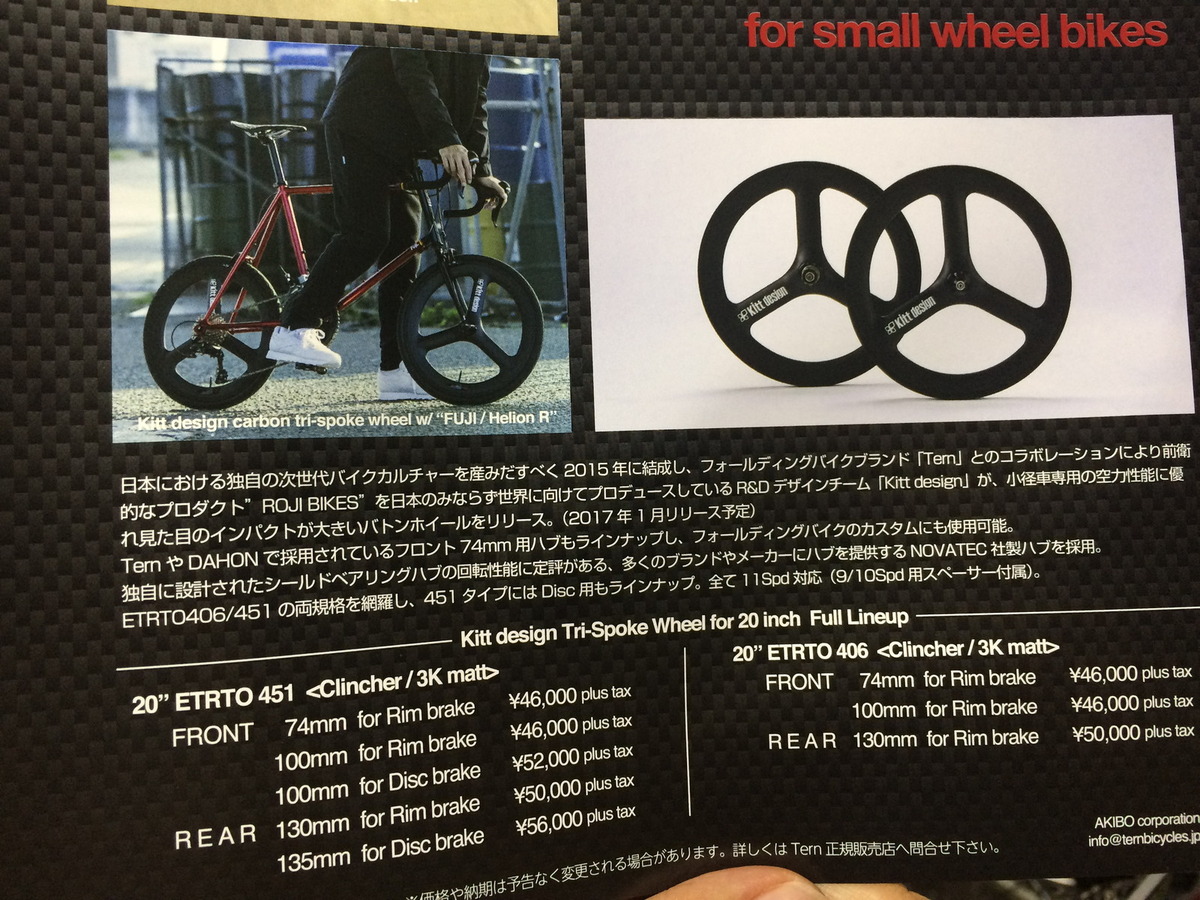 for small wheel bikes
Kitt design
Kitt design
Kitt design
Kitt design
Kitt design carbon tri-spoke wheel w/ “FUJI / Helion R”
日本における独自の次世代バイクカルチャーを産みだすべく 2015 年に結成し、フォールディングバイクブランド「Tern」とのコラボレーションにより前衛
的なプロダクト” ROJI BIKES” を日本のみならず世界に向けてプロデュースしている R&D デザインチーム「Kitt design」が、小径車専用の空力性能に優
れ見た目のインパクトが大きいバトンホイールをリリース。（2017 年 1 月リリース予定）
Tern や DAHON で採用されているフロント 74mm 用ハブもラインナップし、フォールディングバイクのカスタムにも使用可能。
独自に設計されたシールドベアリングハブの回転性能に定評がある、多くのブランドやメーカーにハブを提供する NOVATEC 社製ハブを採用。
ETRTO406/451 の両規格を網羅し、451 タイプには Disc 用もラインナップ。全て 11Spd 対応（9/10Spd 用スペーサー付属）。
Kitt design Tri-Spoke Wheel for 20 inch Full Lineup
20” ETRTO 451 <Clincher / 3K matt>
FRONT 74mm for Rim brake ¥46,000 plus tax
100mm for Rim brake ¥46,000 plus tax
100mm for Disc brake ¥52,000 plus tax
REAR 130mm for Rim brake ¥50,000 plus tax
135mm for Disc brake ¥56,000 plus tax
20” ETRTO 406 <Clincher / 3K matt>
FRONT 74mm for Rim brake ¥46,000 plus tax
100mm for Rim brake ¥46,000 plus tax
REAR 130mm for Rim brake ¥50,000 plus tax
AKIBO corporation
info@ternbicycles.jp
※価格や納期は予告なく変更される場合があります。詳しくは Tern 正規販売店へ問合せ下さい。